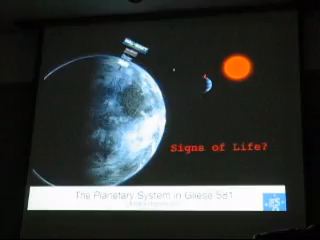 Signs of Life?
The Planetary System in Gliese 581